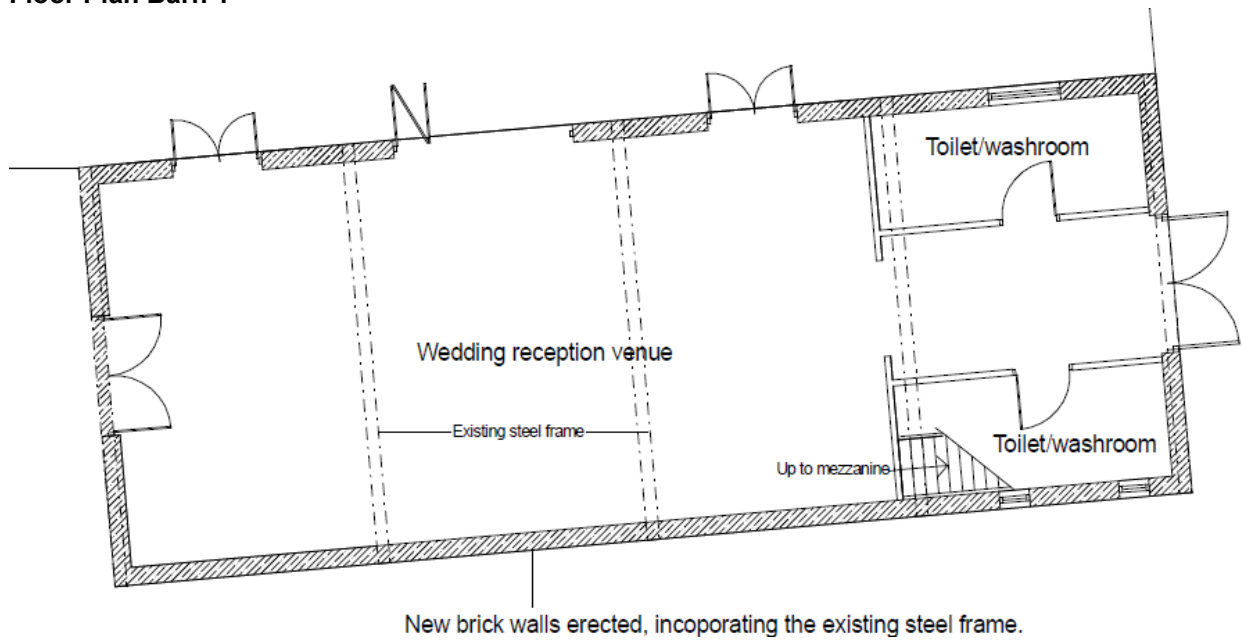 Floor Plan Barn 1
Toilet/washroom
Wedding reception venue
Existing steel frame
Toilet/washroom
Up to mezzanine
New brick walls erected, incoporating the existing steel frame.